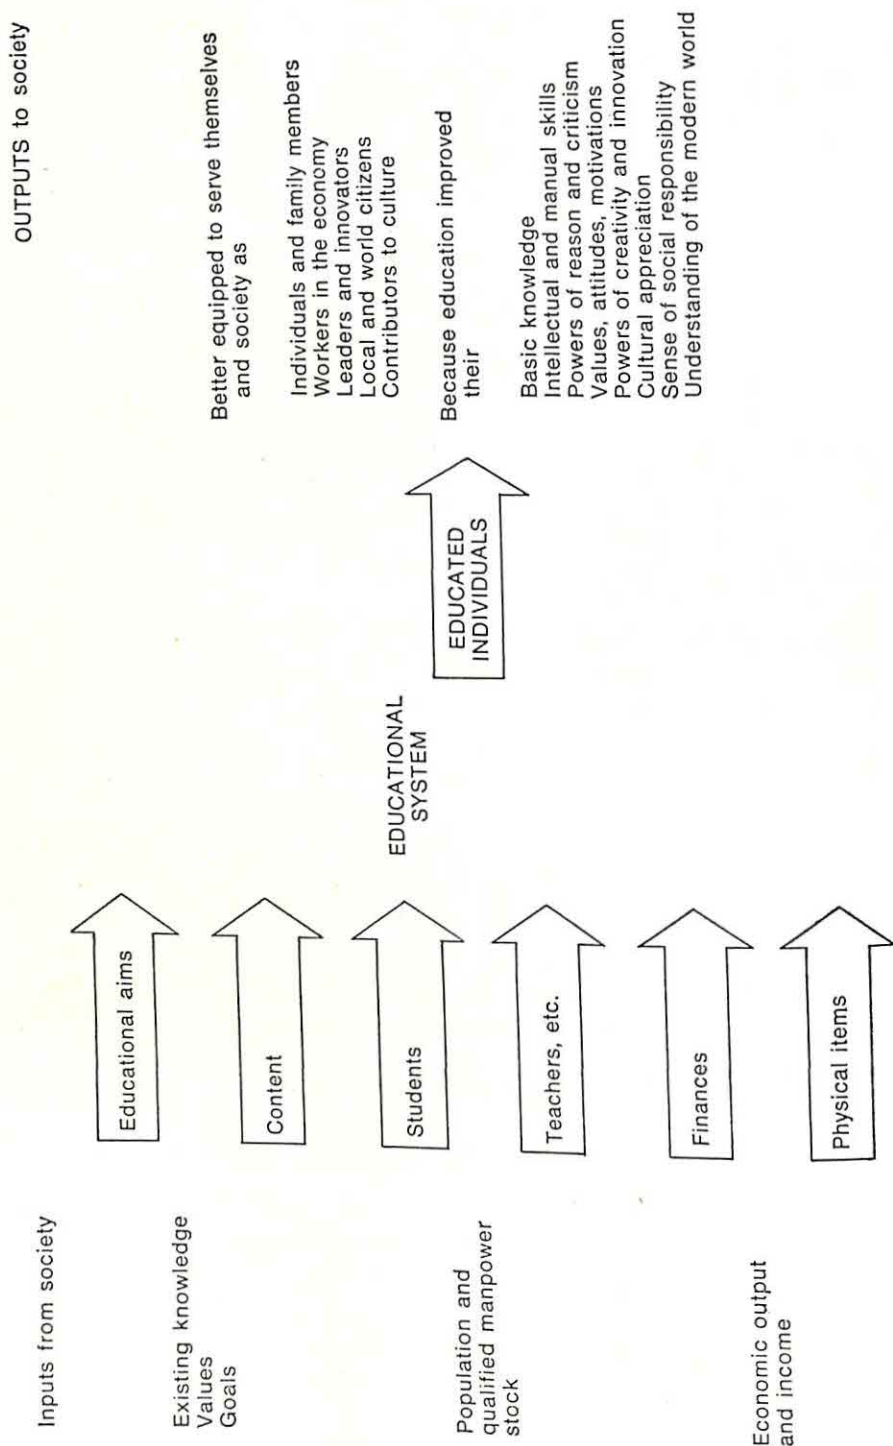 Inputs from society
OUTPUTS to society
Existing knowledge
Values
Goals
Population and
qualified manpower
stock
Economic output
and income
Educational aims
Content
Students
Teachers, etc.
Finances
Physical items
EDUCATIONAL
SYSTEM
EDUCATED
INDIVIDUALS
Better equipped to serve themselves
and society as
Individuals and family members
Workers in the economy
Leaders and innovators
Local and world citizens
Contributors to culture
Because education improved
their
Basic knowledge
Intellectual and manual skills
Powers of reason and criticism
Values, attitudes, motivations
Powers of creativity and innovation
Cultural appreciation
Sense of social responsibility
Understanding of the modern world